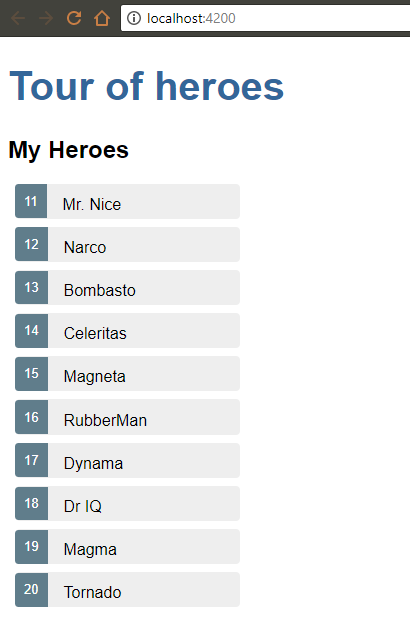 localhost:4200
Tour of heroes
My Heroes
11 Mr. Nice
12 Narco
13 Bombasto
14 Celeritas
15 Magneta
16 RubberMan
17 Dynama
18 Dr IQ
19 Magma
20 Tornado